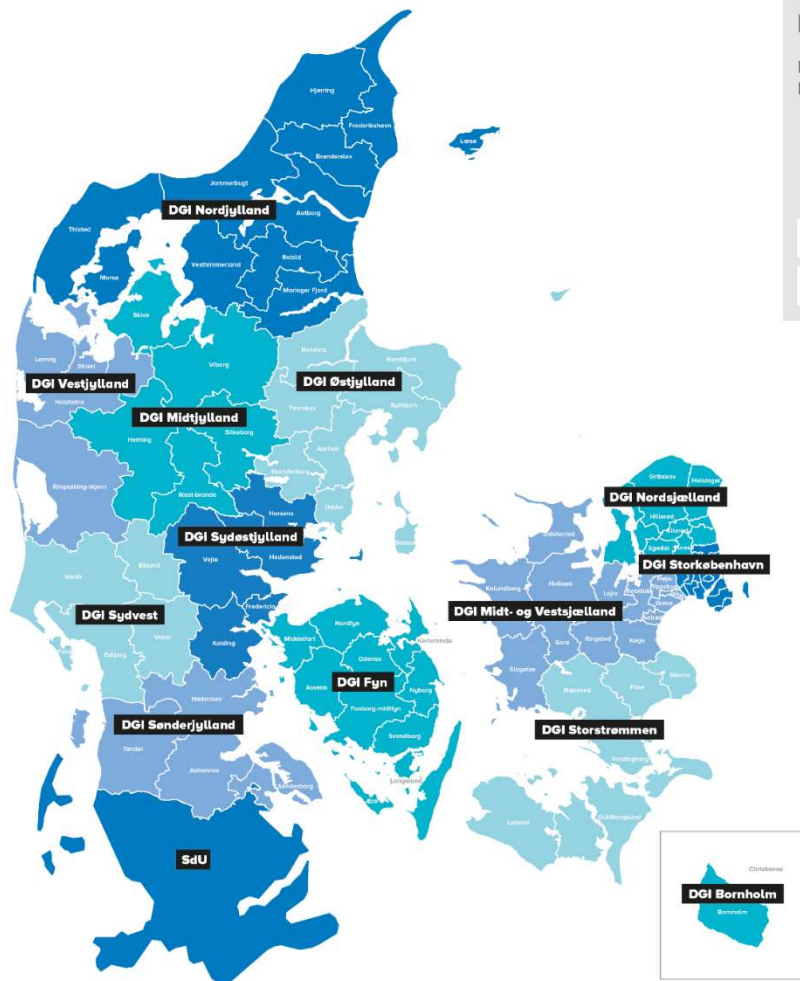 Hjørring
Frederikshavn
Læsø
Brønderslev
Jammerbugt
DGI Nordjylland
Aalborg
Thisted
Vesthimmerland
Rebild
Morsø
Mariager Fjord
Skive
Randers
Norddjurs
Lemvig
Struer
Viborg
DGI Vestjylland
DGI Østjylland
Holstebro
Favrskov
Syddjurs
DGI Midtjylland
Herning
Silkeborg
Aarhus
Skanderborg
Ringkøbing-skjern
Ikast-brande
Odder
Horsens
Samsø
DGI Sydøstjylland
Vejle
Hedensted
Billund
Varde
Fredericia
DGI Sydvest
Kolding
Vejen
Esbjerg
Fanø
Haderslev
DGI Sønderjylland
Tønder
Aabenraa
Sønderborg
SdU
Nordfyn
Kerteminde
Middelfart
Odense
DGI Fyn
Assens
Nyborg
Faaborg-midtfyn
Svendborg
Langeland
Ærø
Gribskov
Helsingør
DGI Nordsjælland
Hillerød
Allerød
Egedal
Furesø
DGI Storkøbenhavn
Odsherred
Kalundborg
Holbæk
Lejre
Roskilde
Greve
DGI Midt- og Vestsjælland
Sorø
Ringsted
Køge
Slagelse
Næstved
Faxe
Stevns
DGI Storstrømmen
Vordingborg
Lolland
Guldborgsund
Christiansø
DGI Bornholm
Bornholm